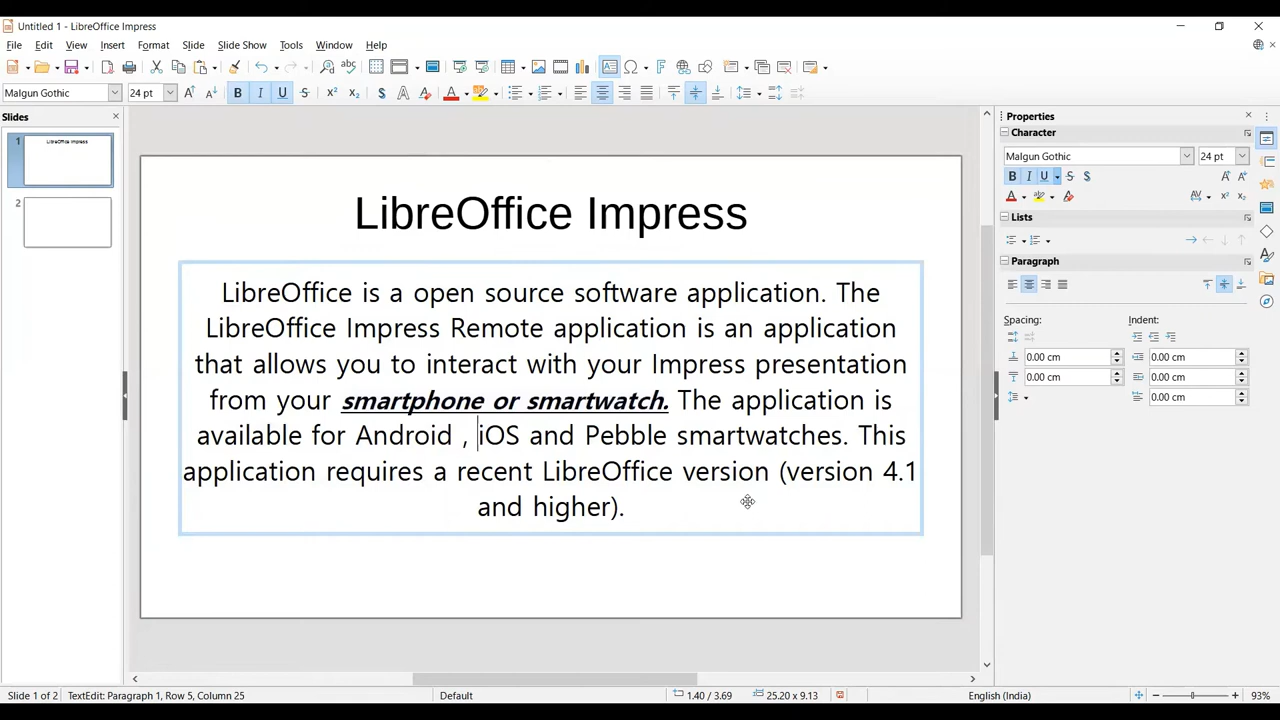 Untitled 1 - LibreOffice Impress
File Edit View Insert Format Slide Slide Show Tools Window Help
Malgun Gothic 24 pt
Slides
1 LibreOffice Impress
2
LibreOffice Impress
LibreOffice is a open source software application. The
LibreOffice Impress Remote application is an application
that allows you to interact with your Impress presentation
from your smartphone or smartwatch. The application is
available for Android , iOS and Pebble smartwatches. This
application requires a recent LibreOffice version (version 4.1
and higher).
Properties
Character
Malgun Gothic 24 pt
Lists
Paragraph
Spacing: Indent:
0.00 cm 0.00 cm
0.00 cm 0.00 cm
0.00 cm
Slide 1 of 2 TextEdit: Paragraph 1, Row 5, Column 25 Default 1.40 / 3.69 25.20 x 9.13 English (India) 93%